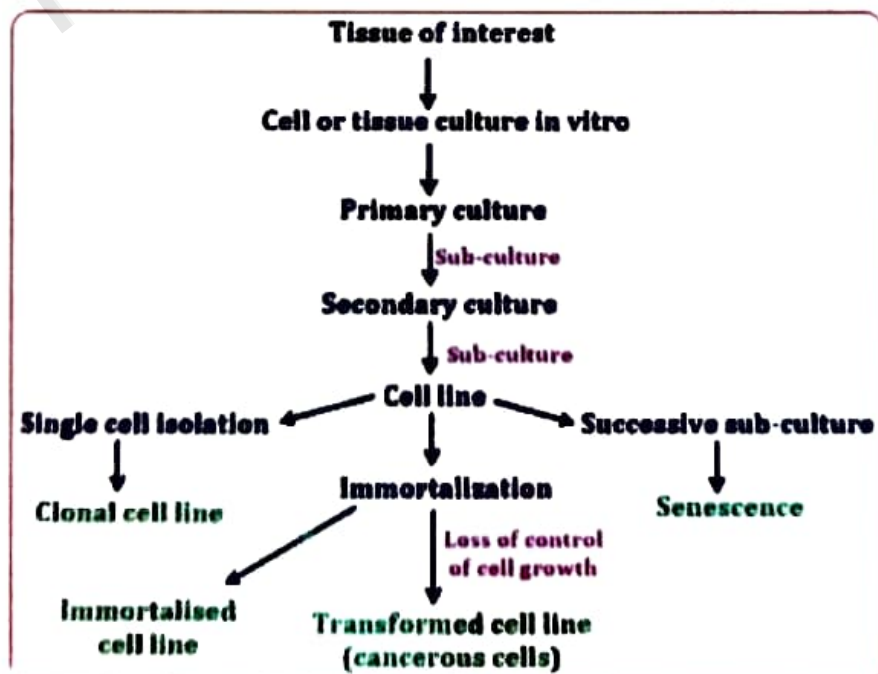 Tissue of interest
Cell or tissue culture in vitro
Primary culture
Sub-culture
Secondary culture
Sub-culture
Cell line
Single cell isolation
Successive sub-culture
Clonal cell line
Immortalization
Senescence
Loss of control
of cell growth
Immortalised
cell line
Transformed cell line
(cancerous cells)